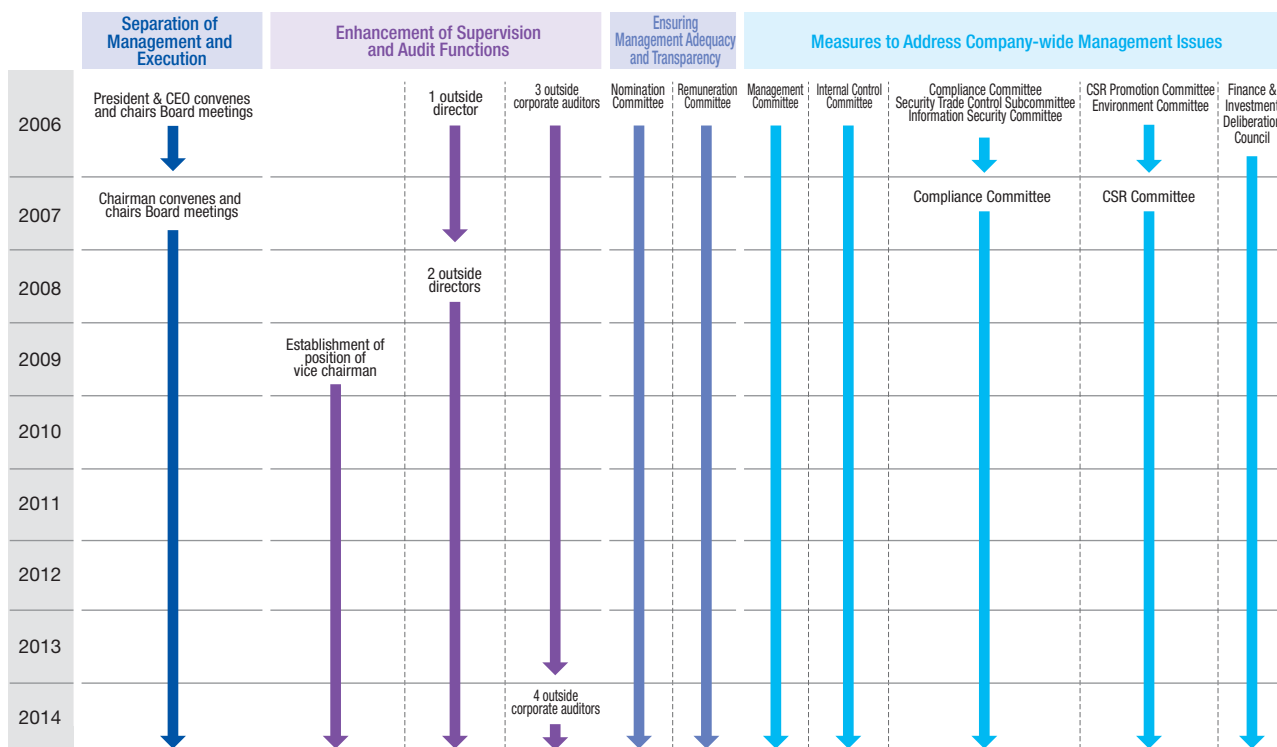 Separation of
Management and
Execution
Enhancement of Supervision
and Audit Functions
Ensuring
Management Adequacy
and Transparency
Measures to Address Company-wide Management Issues
2006
President & CEO convenes
and chairs Board meetings
1 outside
director
3 outside
corporate auditors
Nomination
Committee
Remuneration
Committee
Management
Committee
Internal Control
Committee
Compliance Committee
Security Trade Control Subcommittee
Information Security Committee
CSR Promotion Committee
Environment Committee
Finance &
Investment
Deliberation
Council
2007
Chairman convenes and
chairs Board meetings
Compliance Committee
CSR Committee
2008
2 outside
directors
2009
Establishment of
position of
vice chairman
2010
2011
2012
2013
2014
4 outside
corporate auditors